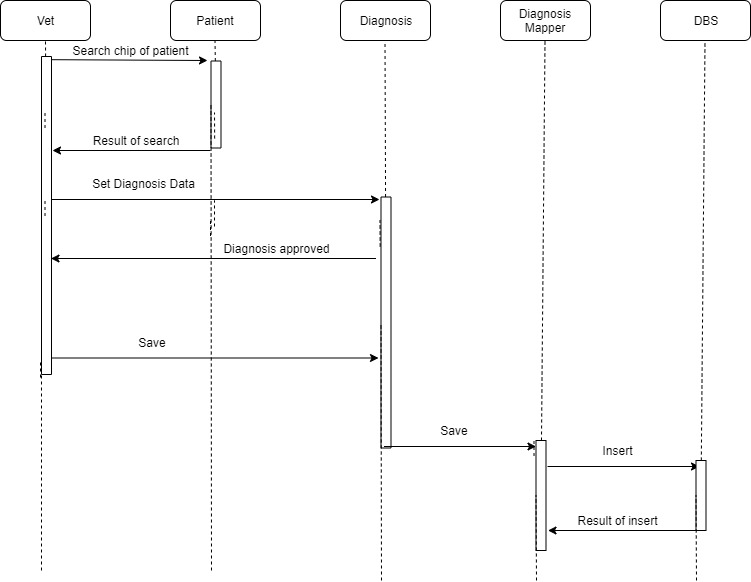 Vet
Patient
Diagnosis
Diagnosis
Mapper
DBS
Search chip of patient
Result of search
Set Diagnosis Data
Diagnosis approved
Save
Save
Insert
Result of insert